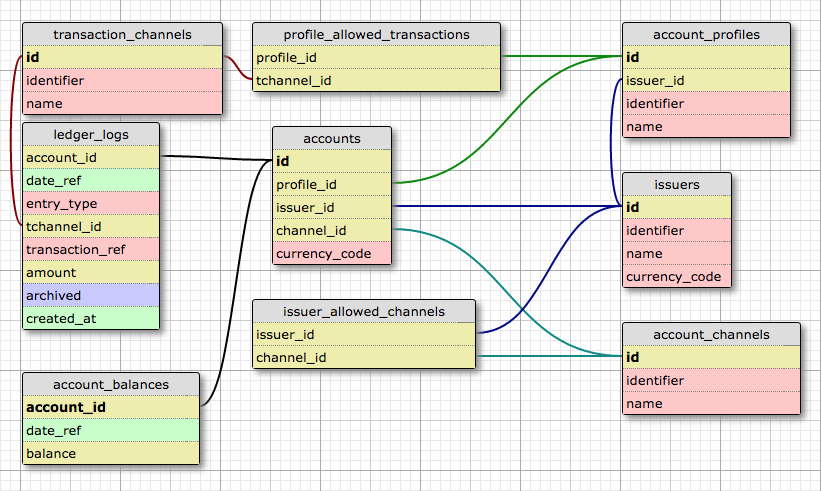 transaction_channels
id
identifier
name
profile_allowed_transactions
profile_id
tchannel_id
account_profiles
id
issuer_id
identifier
name
ledger_logs
account_id
date_ref
entry_type
tchannel_id
transaction_ref
amount
archived
created_at
accounts
id
profile_id
issuer_id
channel_id
currency_code
issuers
id
identifier
name
currency_code
issuer_allowed_channels
issuer_id
channel_id
account_channels
id
identifier
name
account_balances
account_id
date_ref
balance